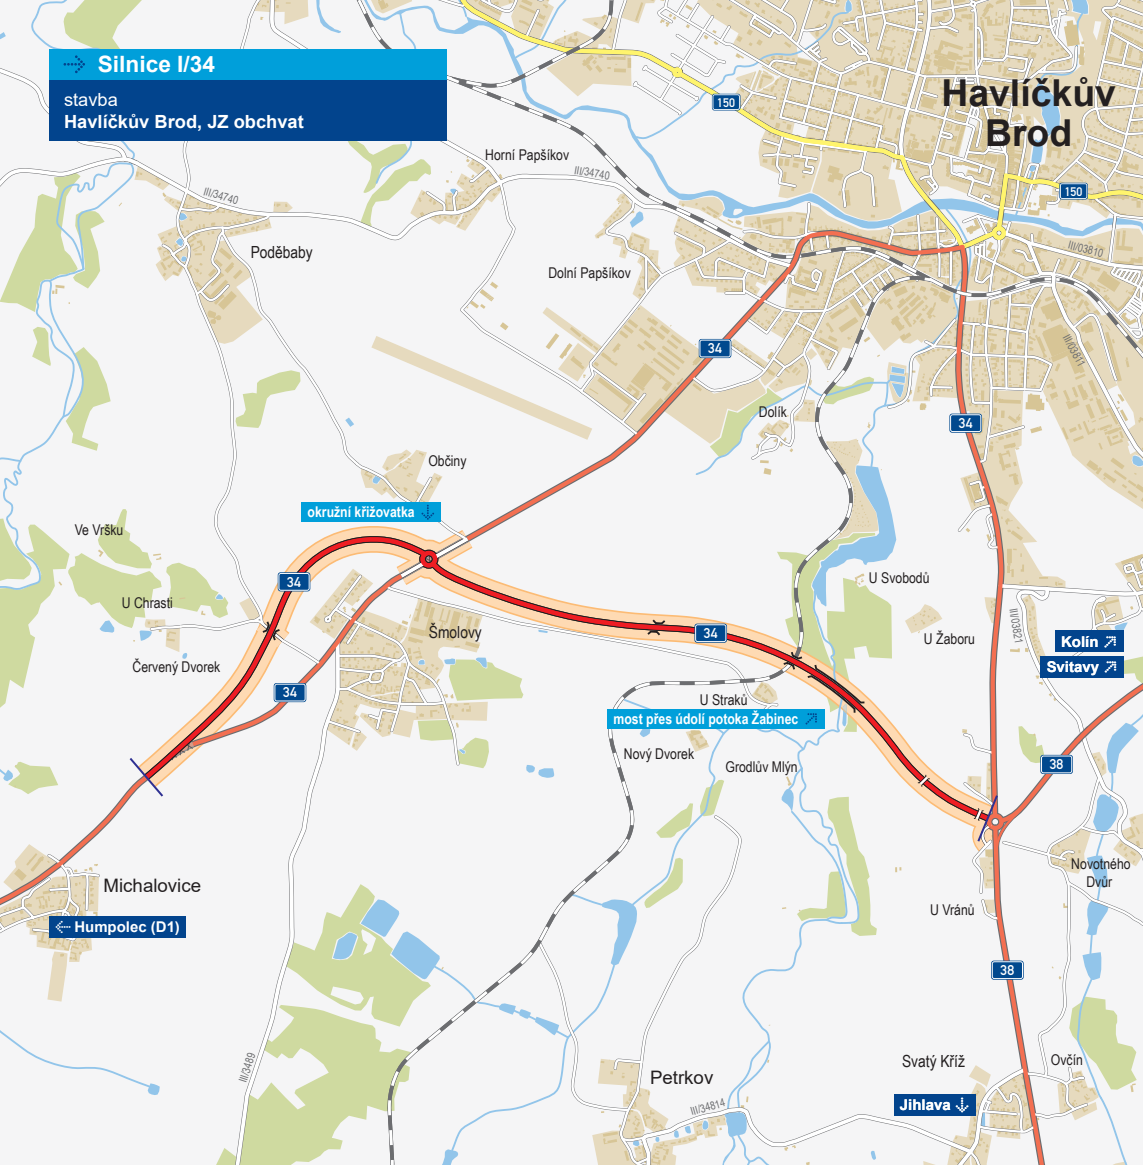 Silnice I/34
stavba
Havlíčkův Brod, JZ obchvat
150
Havlíčkův
Brod
Horní Papšíkov
III/34740
III/34740
150
Poděbaby
III/03810
Dolní Papšíkov
34
III/03811
Dolík
34
Občiny
okružní křižovatka
Ve Vršku
34
U Svobodů
U Chrasti
Šmolovy
34
U Žaboru
III/03821
Kolín
Svitavy
Červený Dvorek
34
U Straků
most přes údolí potoka Žabinec
Nový Dvorek
Grodlův Mlýn
38
Novotného
Dvůr
Michalovice
U Vránů
Humpolec (D1)
38
III/3489
Svatý Kříž
Ovčín
Petrkov
Jihlava
III/34814